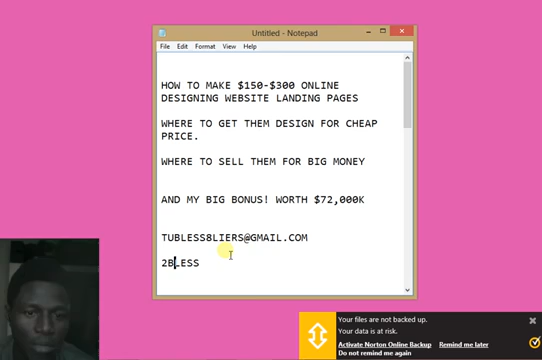 Untitled - Notepad
File Edit Format View Help
HOW TO MAKE $150-$300 ONLINE
DESIGNING WEBSITE LANDING PAGES
WHERE TO GET THEM DESIGN FOR CHEAP
PRICE.
WHERE TO SELL THEM FOR BIG MONEY
AND MY BIG BONUS! WORTH $72,000K
TUBLESS8LIERS@GMAIL.COM
2BLESS
Your files are not backed up.
Your data is at risk.
Activate Norton Online Backup Remind me later
Do not remind me again